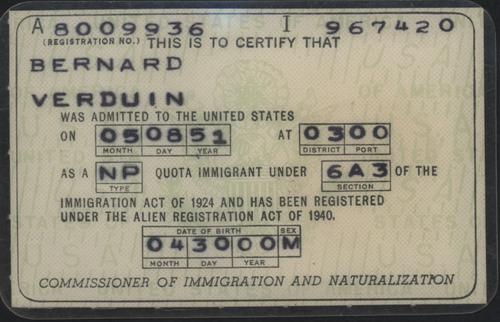 A 8009936 I 967420
(REGISTRATION NO.) THIS IS TO CERTIFY THAT
BERNARD
VERDUIN
WAS ADMITTED TO THE UNITED STATES
ON 050851 AT 0300
MONTH DAY YEAR DISTRICT PORT
AS A NP QUOTA IMMIGRANT UNDER 6A3 OF THE
TYPE SECTION
IMMIGRATION ACT OF 1924 AND HAS BEEN REGISTERED
UNDER THE ALIEN REGISTRATION ACT OF 1940.
DATE OF BIRTH SEX
043000 M
MONTH DAY YEAR
COMMISSIONER OF IMMIGRATION AND NATURALIZATION